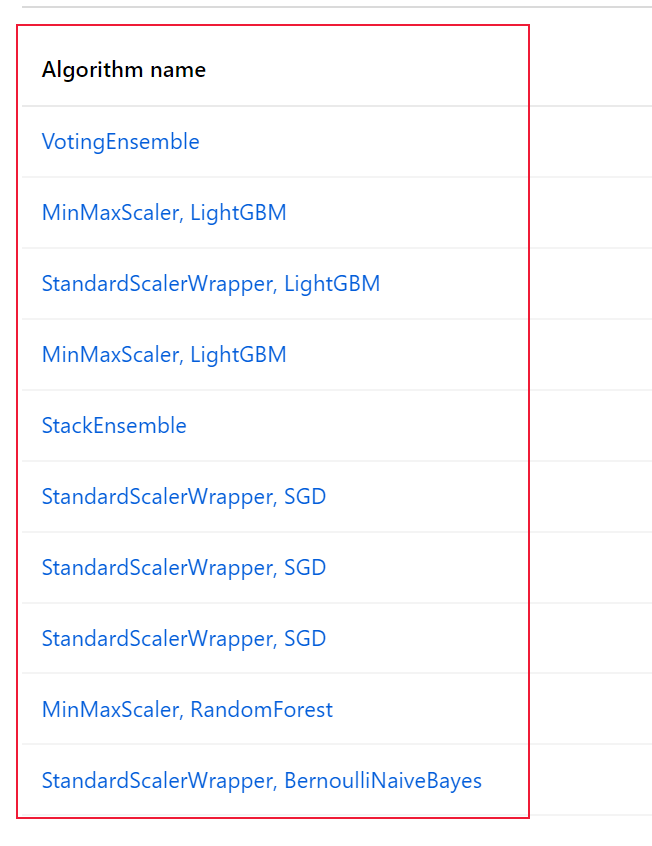 Algorithm name
VotingEnsemble
MinMaxScaler, LightGBM
StandardScalerWrapper, LightGBM
MinMaxScaler, LightGBM
StackEnsemble
StandardScalerWrapper, SGD
StandardScalerWrapper, SGD
StandardScalerWrapper, SGD
MinMaxScaler, RandomForest
StandardScalerWrapper, BernoulliNaiveBayes